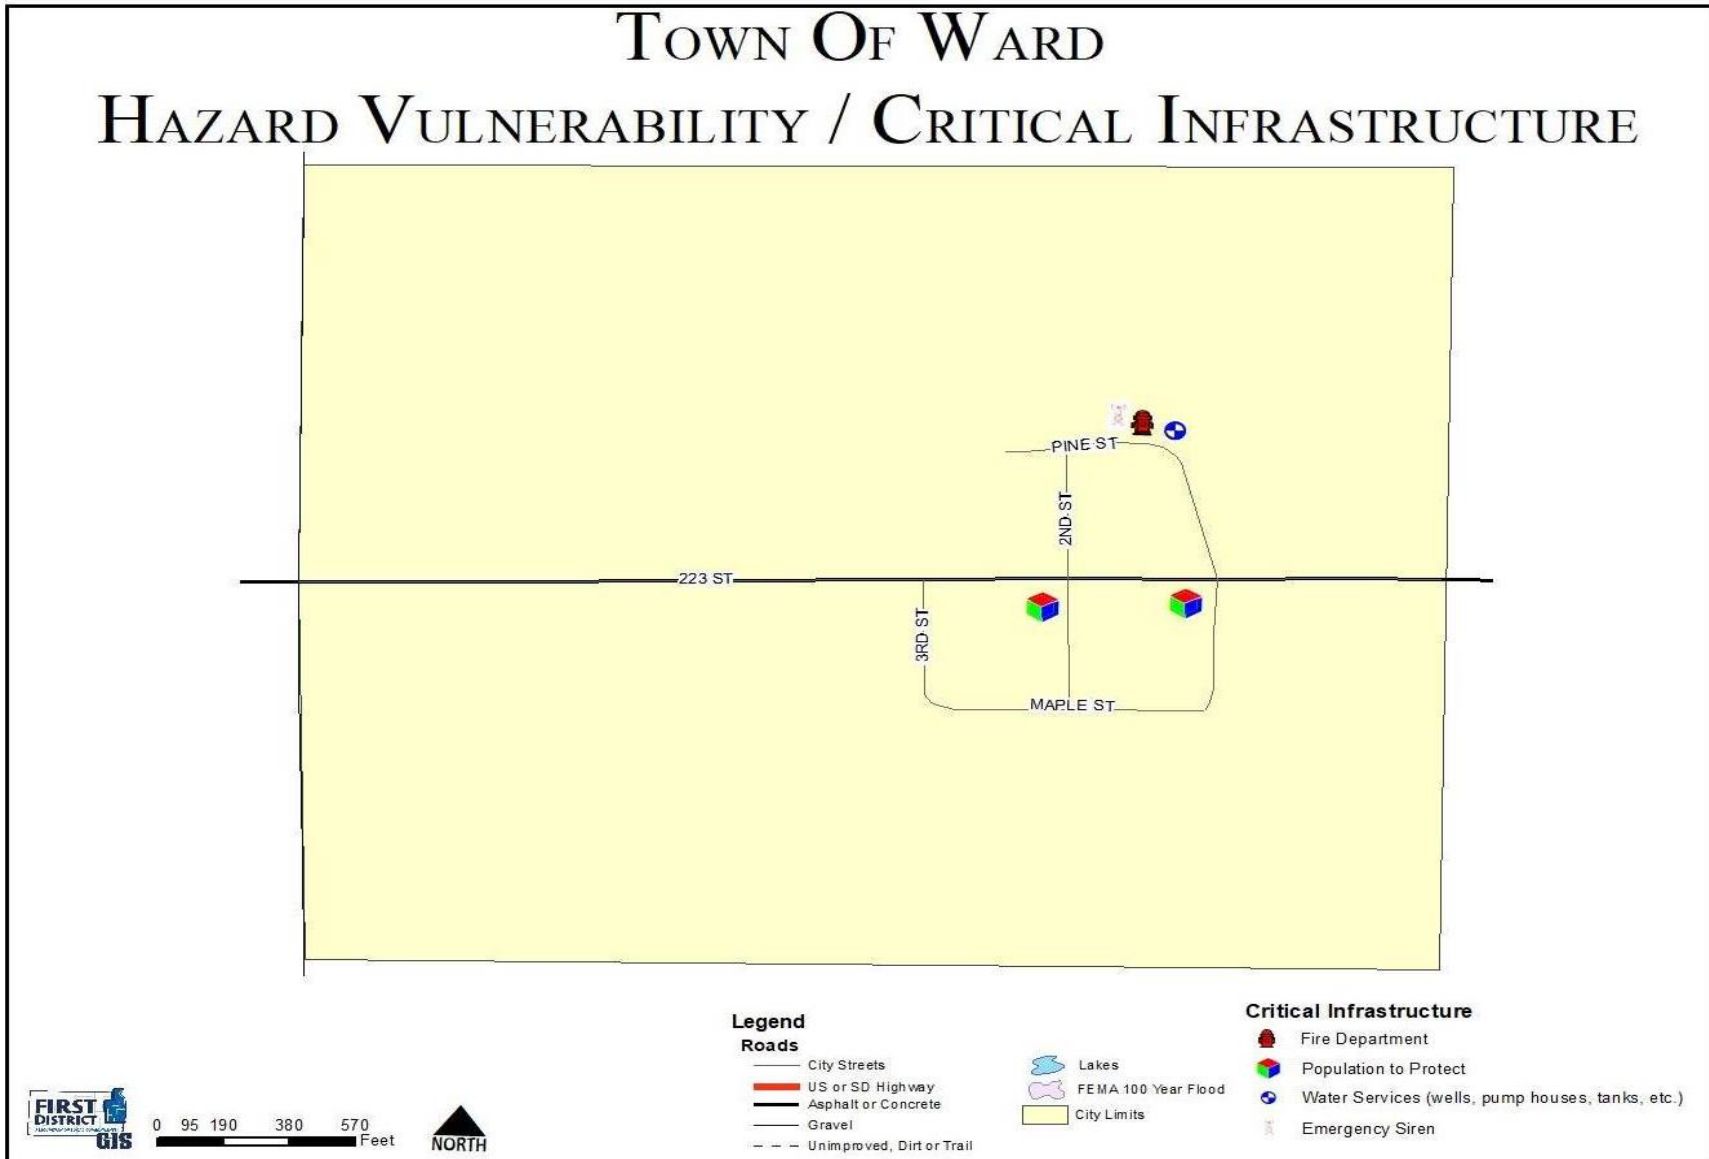 TOWN OF WARD
HAZARD VULNERABILITY / CRITICAL INFRASTRUCTURE
PINE ST
2ND ST
223 ST
3RD ST
MAPLE ST
Legend
Roads
City Streets
US or SD Highway
Asphalt or Concrete
Gravel
Unimproved, Dirt or Trail
Lakes
FEMA 100 Year Flood
City Limits
Critical Infrastructure
Fire Department
Population to Protect
Water Services (wells, pump houses, tanks, etc.)
Emergency Siren
FIRST
DISTRICT
GIS
0 95 190 380 570
Feet
NORTH